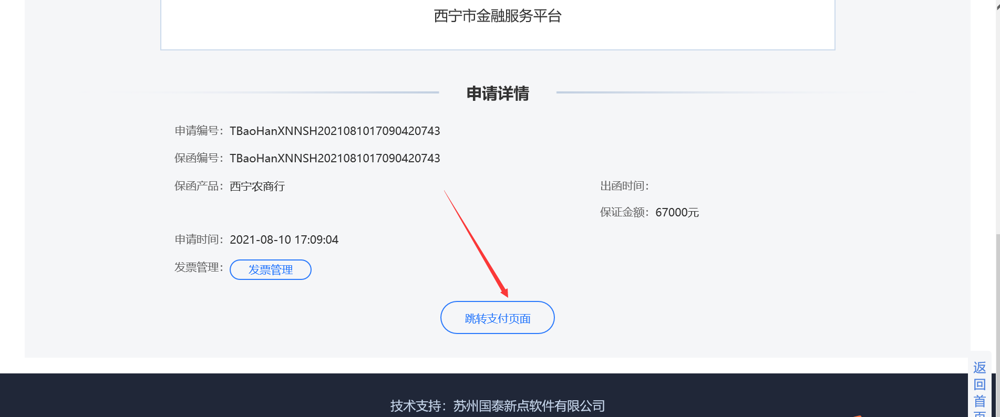 西宁市金融服务平台
申请详情
申请编号：TBaoHanXNNSH2021081017090420743
保函编号：TBaoHanXNNSH2021081017090420743
保函产品：西宁农商行
出函时间：
保证金额：67000元
申请时间：2021-08-10 17:09:04
发票管理：发票管理
跳转支付页面
返回首页
技术支持：苏州国泰新点软件有限公司